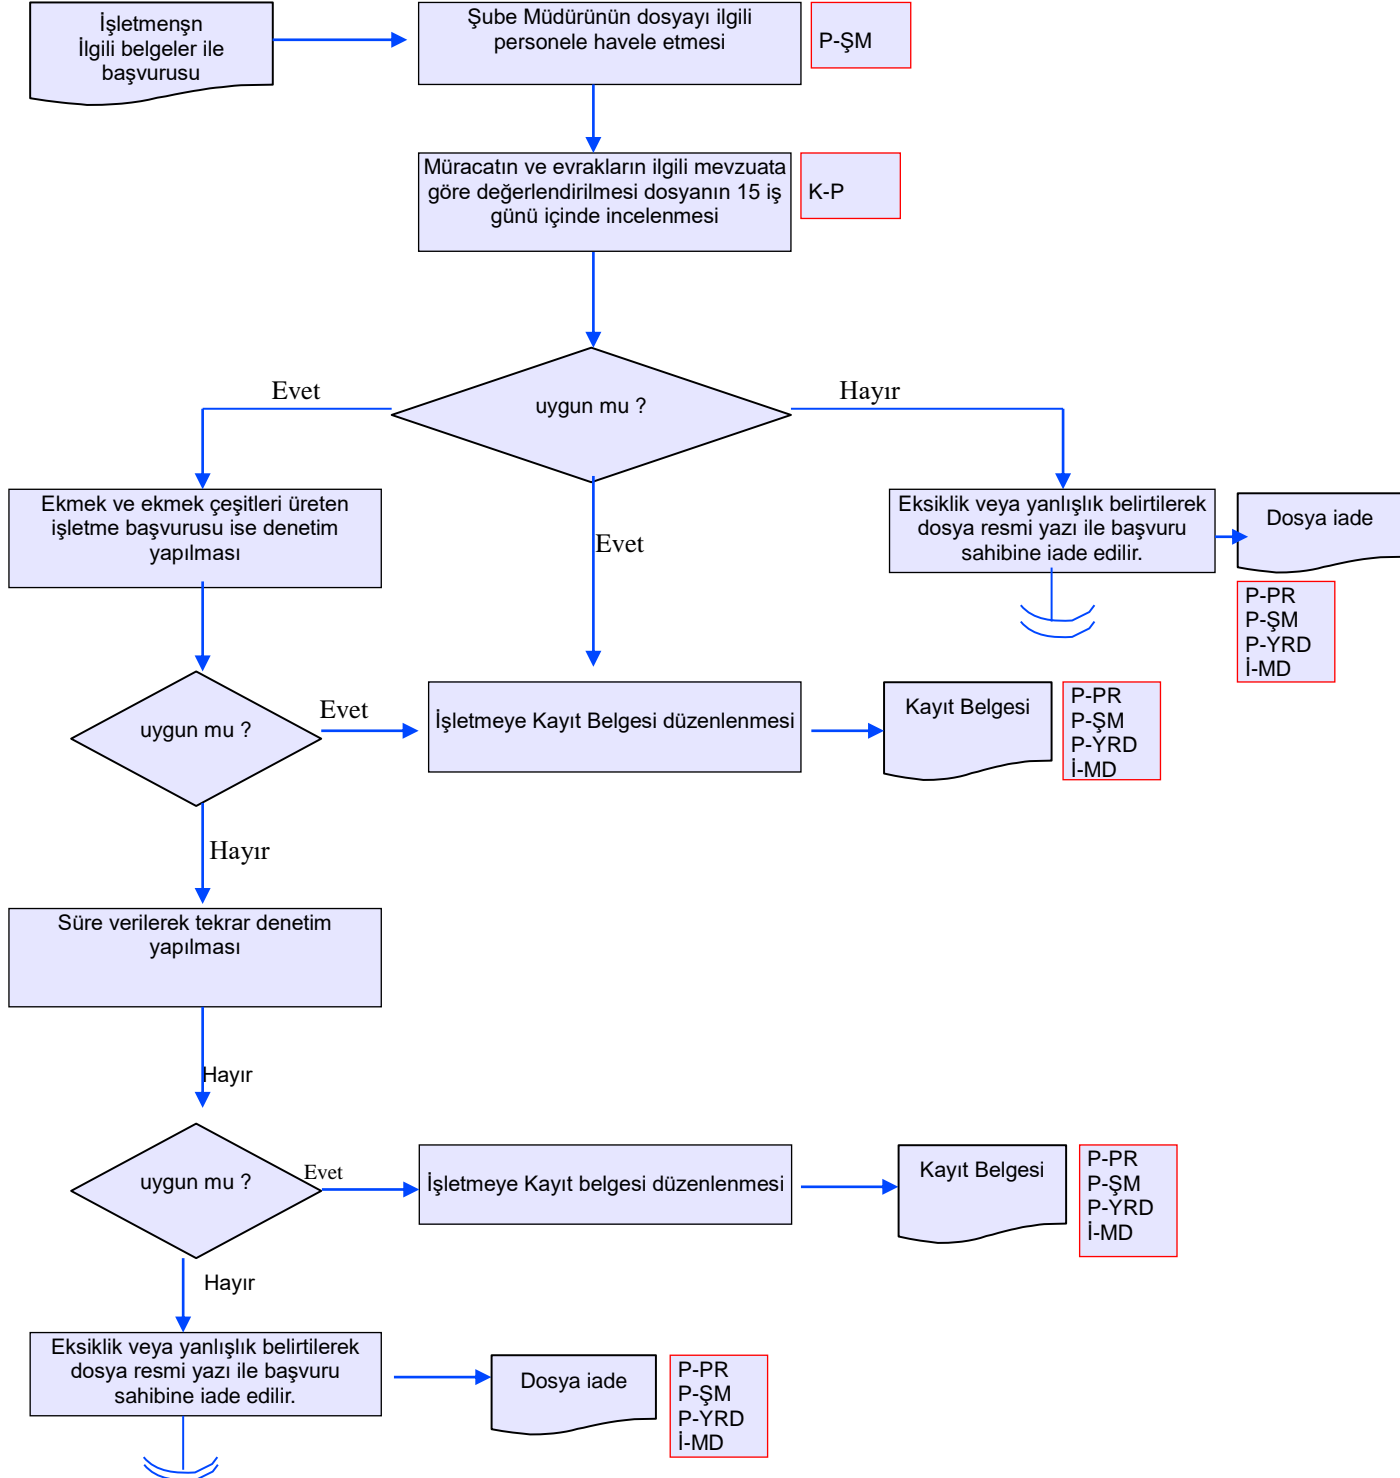 İşletmenşn
İlgili belgeler ile
başvurusu
Şube Müdürünün dosyayı ilgili
personele havele etmesi
P-ŞM
Müracatın ve evrakların ilgili mevzuata
göre değerlendirilmesi dosyanın 15 iş
günü içinde incelenmesi
K-P
Evet
uygun mu ?
Hayır
Ekmek ve ekmek çeşitleri üreten
işletme başvurusu ise denetim
yapılması
Evet
Eksiklik veya yanlışlık belirtilerek
dosya resmi yazı ile başvuru
sahibine iade edilir.
Dosya iade
P-PR
P-ŞM
P-YRD
İ-MD
uygun mu ?
Evet
İşletmeye Kayıt Belgesi düzenlenmesi
Kayıt Belgesi
P-PR
P-ŞM
P-YRD
İ-MD
Hayır
Süre verilerek tekrar denetim
yapılması
Hayır
uygun mu ?
Evet
İşletmeye Kayıt belgesi düzenlenmesi
Kayıt Belgesi
P-PR
P-ŞM
P-YRD
İ-MD
Hayır
Eksiklik veya yanlışlık belirtilerek
dosya resmi yazı ile başvuru
sahibine iade edilir.
Dosya iade
P-PR
P-ŞM
P-YRD
İ-MD